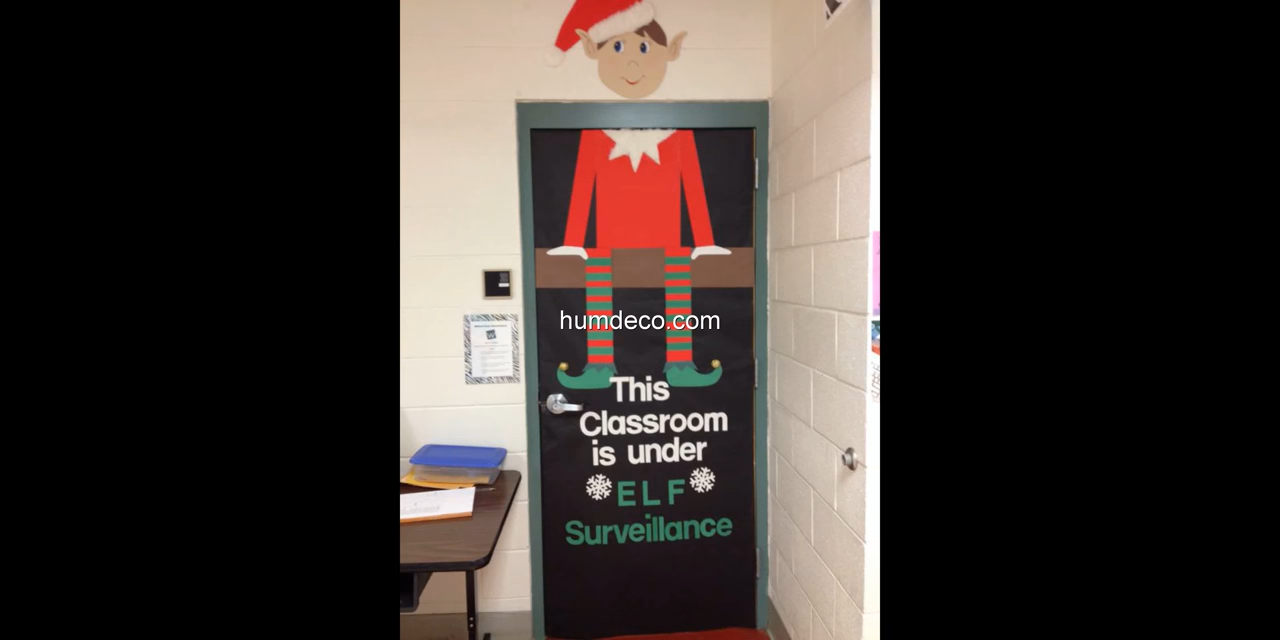 humdeco.com
This
Classroom
is under
ELF
Surveillance